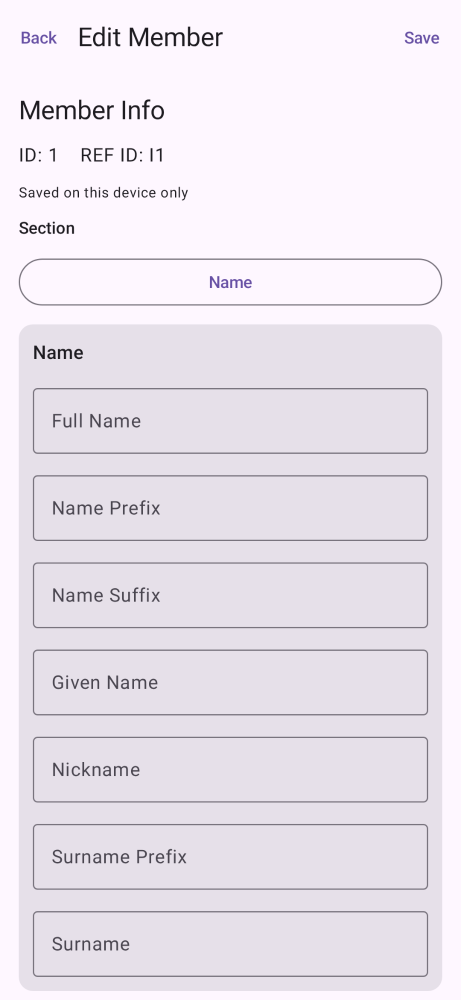 Back Edit Member Save
Member Info
ID: 1 REF ID: I1
Saved on this device only
Section
Name
Name
Full Name
Name Prefix
Name Suffix
Given Name
Nickname
Surname Prefix
Surname